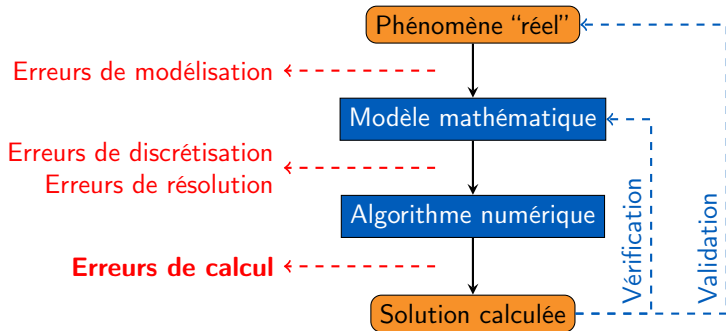 Phénomène “réel”
Erreurs de modélisation
Modèle mathématique
Erreurs de discrétisation
Erreurs de résolution
Algorithme numérique
Erreurs de calcul
Solution calculée
Vérification
Validation